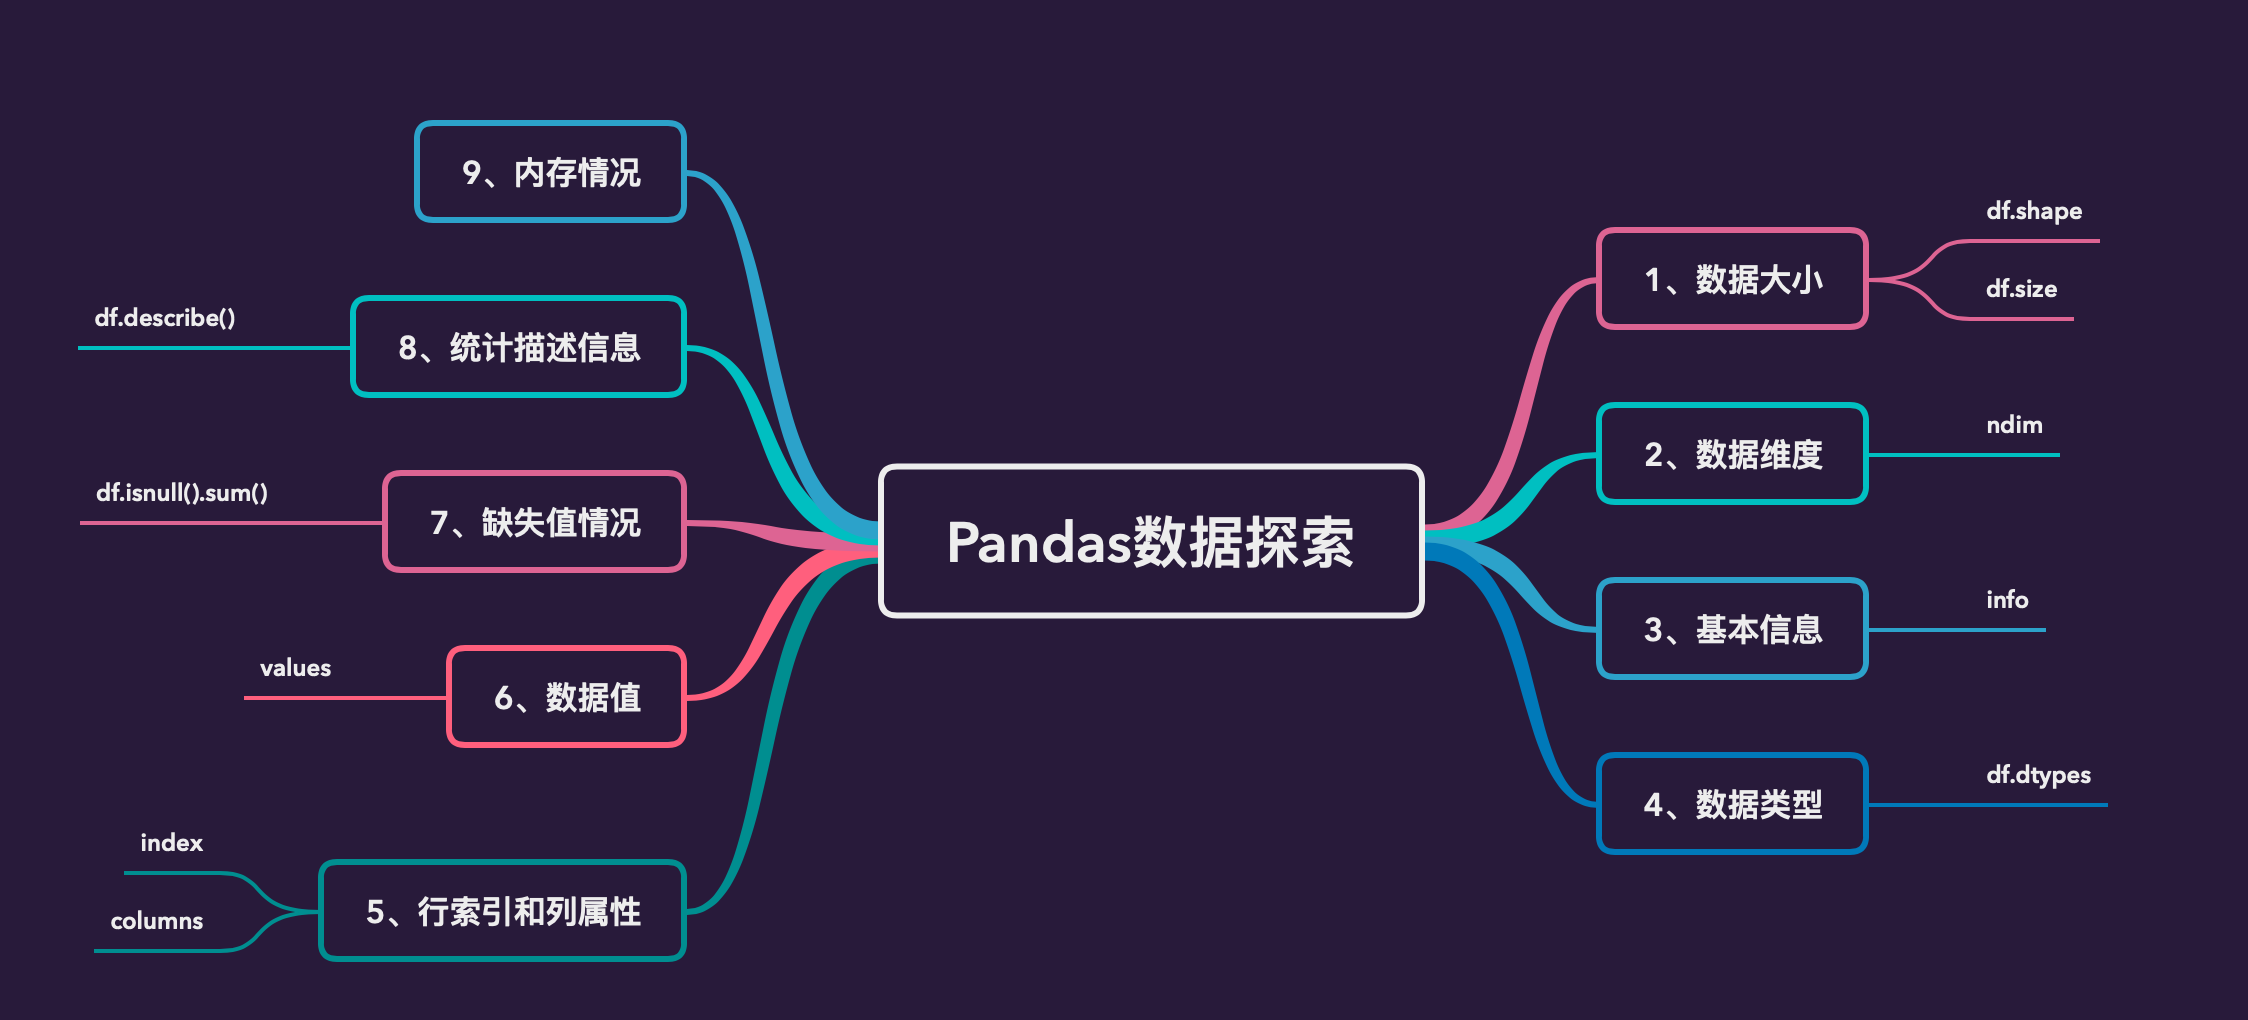 Pandas数据探索
1、数据大小
df.shape
df.size
2、数据维度
ndim
3、基本信息
info
4、数据类型
df.dtypes
5、行索引和列属性
index
columns
6、数据值
values
7、缺失值情况
df.isnull().sum()
8、统计描述信息
df.describe()
9、内存情况